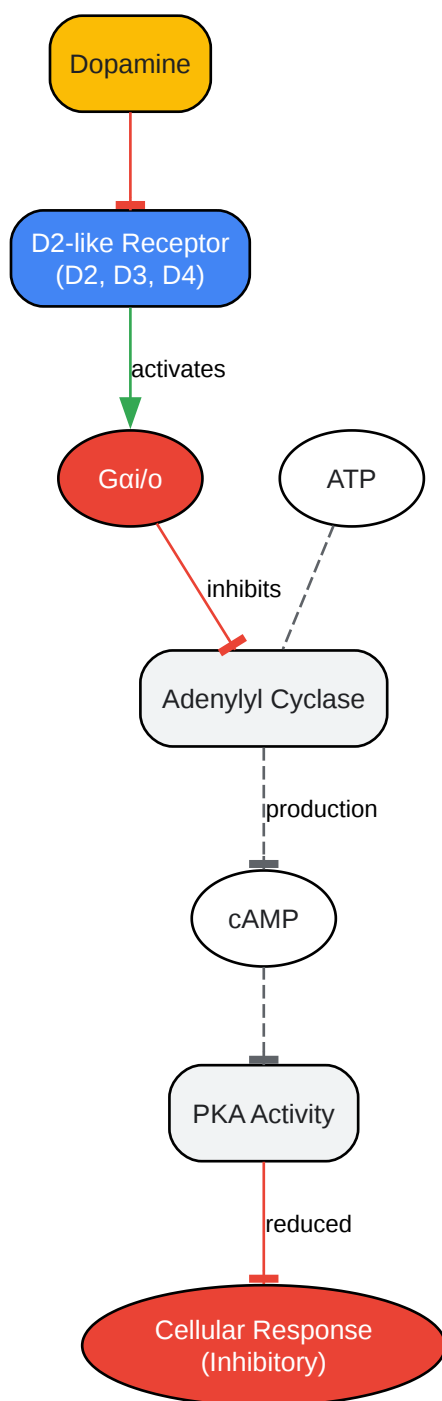 Dopamine
D2-like Receptor
(D2, D3, D4)
activates
Gαi/o
ATP
inhibits
Adenylyl Cyclase
production
cAMP
PKA Activity
reduced
Cellular Response
(Inhibitory)